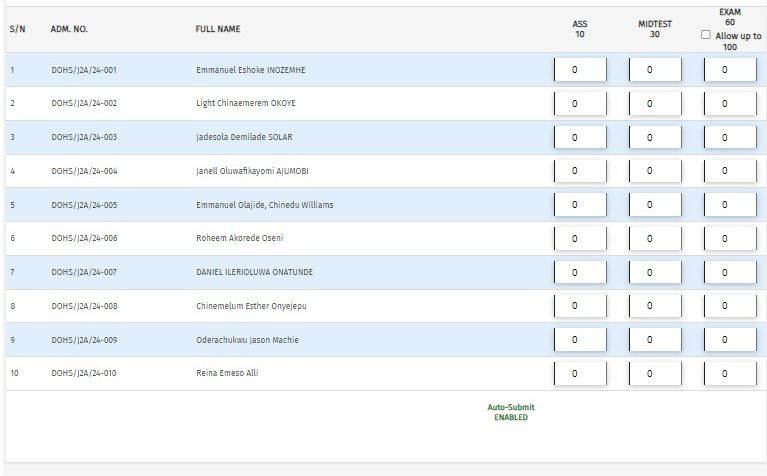 S/N ADM. NO. FULL NAME ASS 10 MIDTEST 30 EXAM 60 Allow up to 100
1 DOHS/J2A/24-001 Emmanuel Eshoke INOZEMHE 0 0 0
2 DOHS/J2A/24-002 Light Chinaemerem OKOYE 0 0 0
3 DOHS/J2A/24-003 Jadesola Demilade SOLAR 0 0 0
4 DOHS/J2A/24-004 Janell Oluwafikayomi AJUMOBI 0 0 0
5 DOHS/J2A/24-005 Emmanuel Olajide, Chinedu Williams 0 0 0
6 DOHS/J2A/24-006 Roheem Akorede Oseni 0 0 0
7 DOHS/J2A/24-007 DANIEL ILERIOLUWA ONATUNDE 0 0 0
8 DOHS/J2A/24-008 Chinemelum Esther Onyejepu 0 0 0
9 DOHS/J2A/24-009 Oderachukwu Jason Machie 0 0 0
10 DOHS/J2A/24-010 Reina Emeso Alli 0 0 0
Auto-Submit
ENABLED